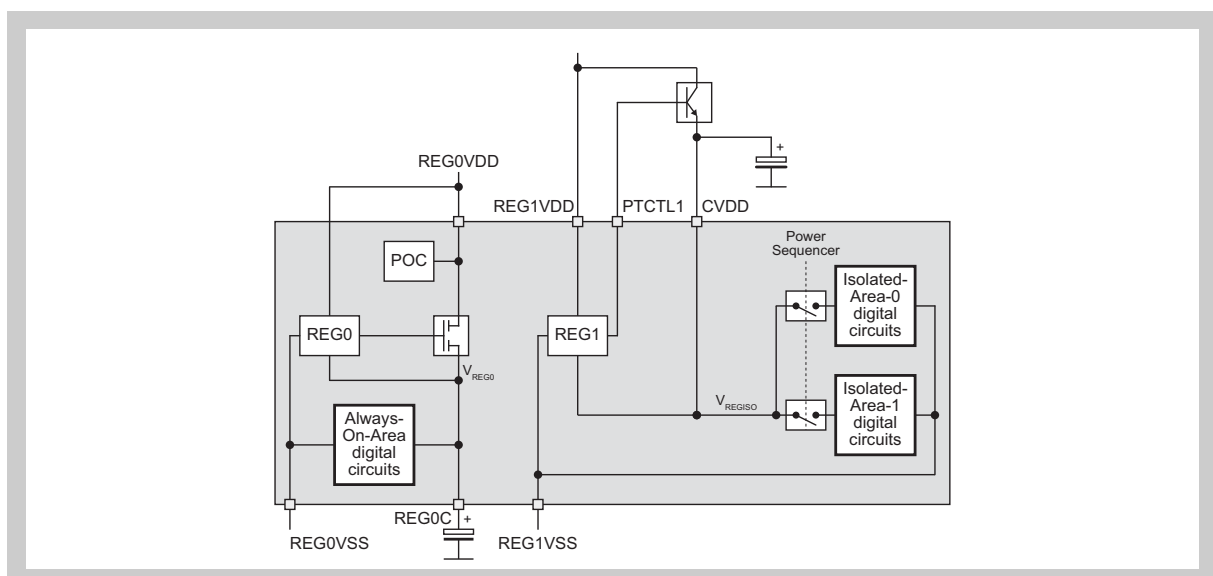 +
REG0VDD
REG1VDD
PTCTL1
CVDD
Power
Sequencer
POC
Isolated-
Area-0
digital
circuits
REG0
REG1
VREG0
Isolated-
Area-1
digital
circuits
VREGISO
Always-
On-Area
digital
circuits
REG0C
+
REG0VSS
REG1VSS